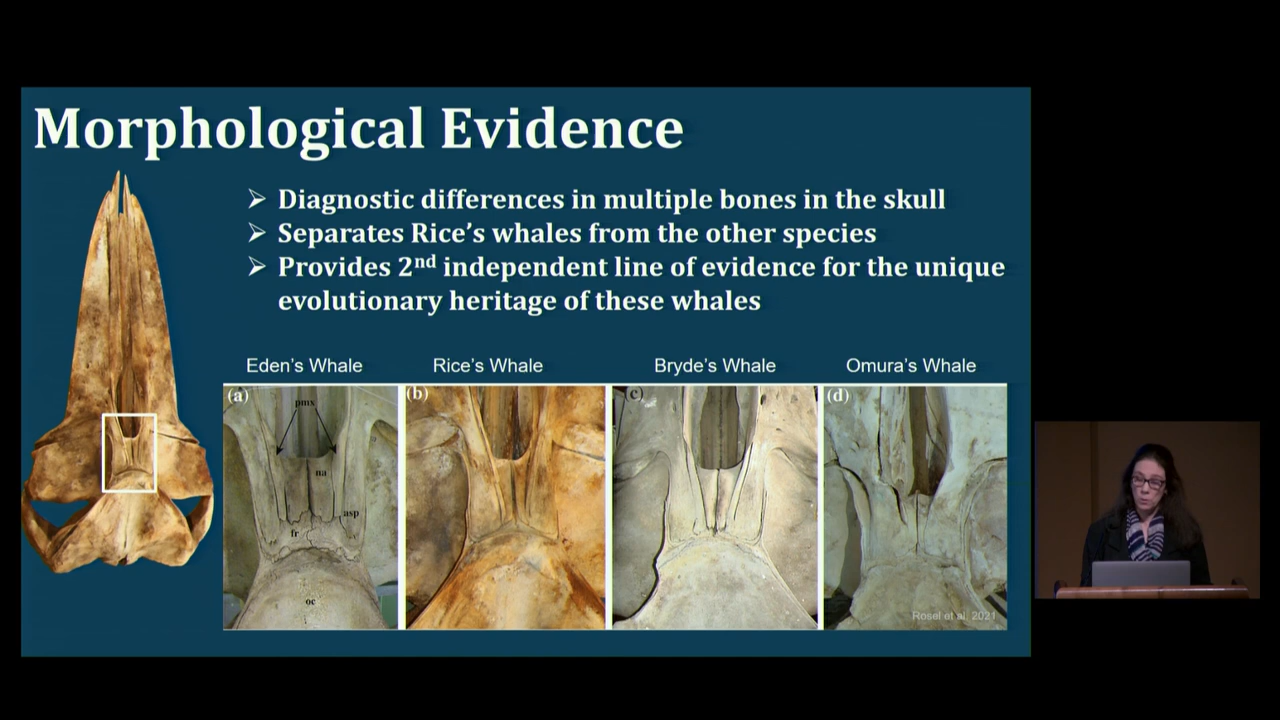 Morphological Evidence
Diagnostic differences in multiple bones in the skull
Separates Rice's whales from the other species
Provides 2nd independent line of evidence for the unique
evolutionary heritage of these whales
Eden's Whale
Rice's Whale
Bryde's Whale
Omura's Whale
(a)
pmx
na
asp
fr
oc
(b)
(c)
(d)
Rosel et al. 2021